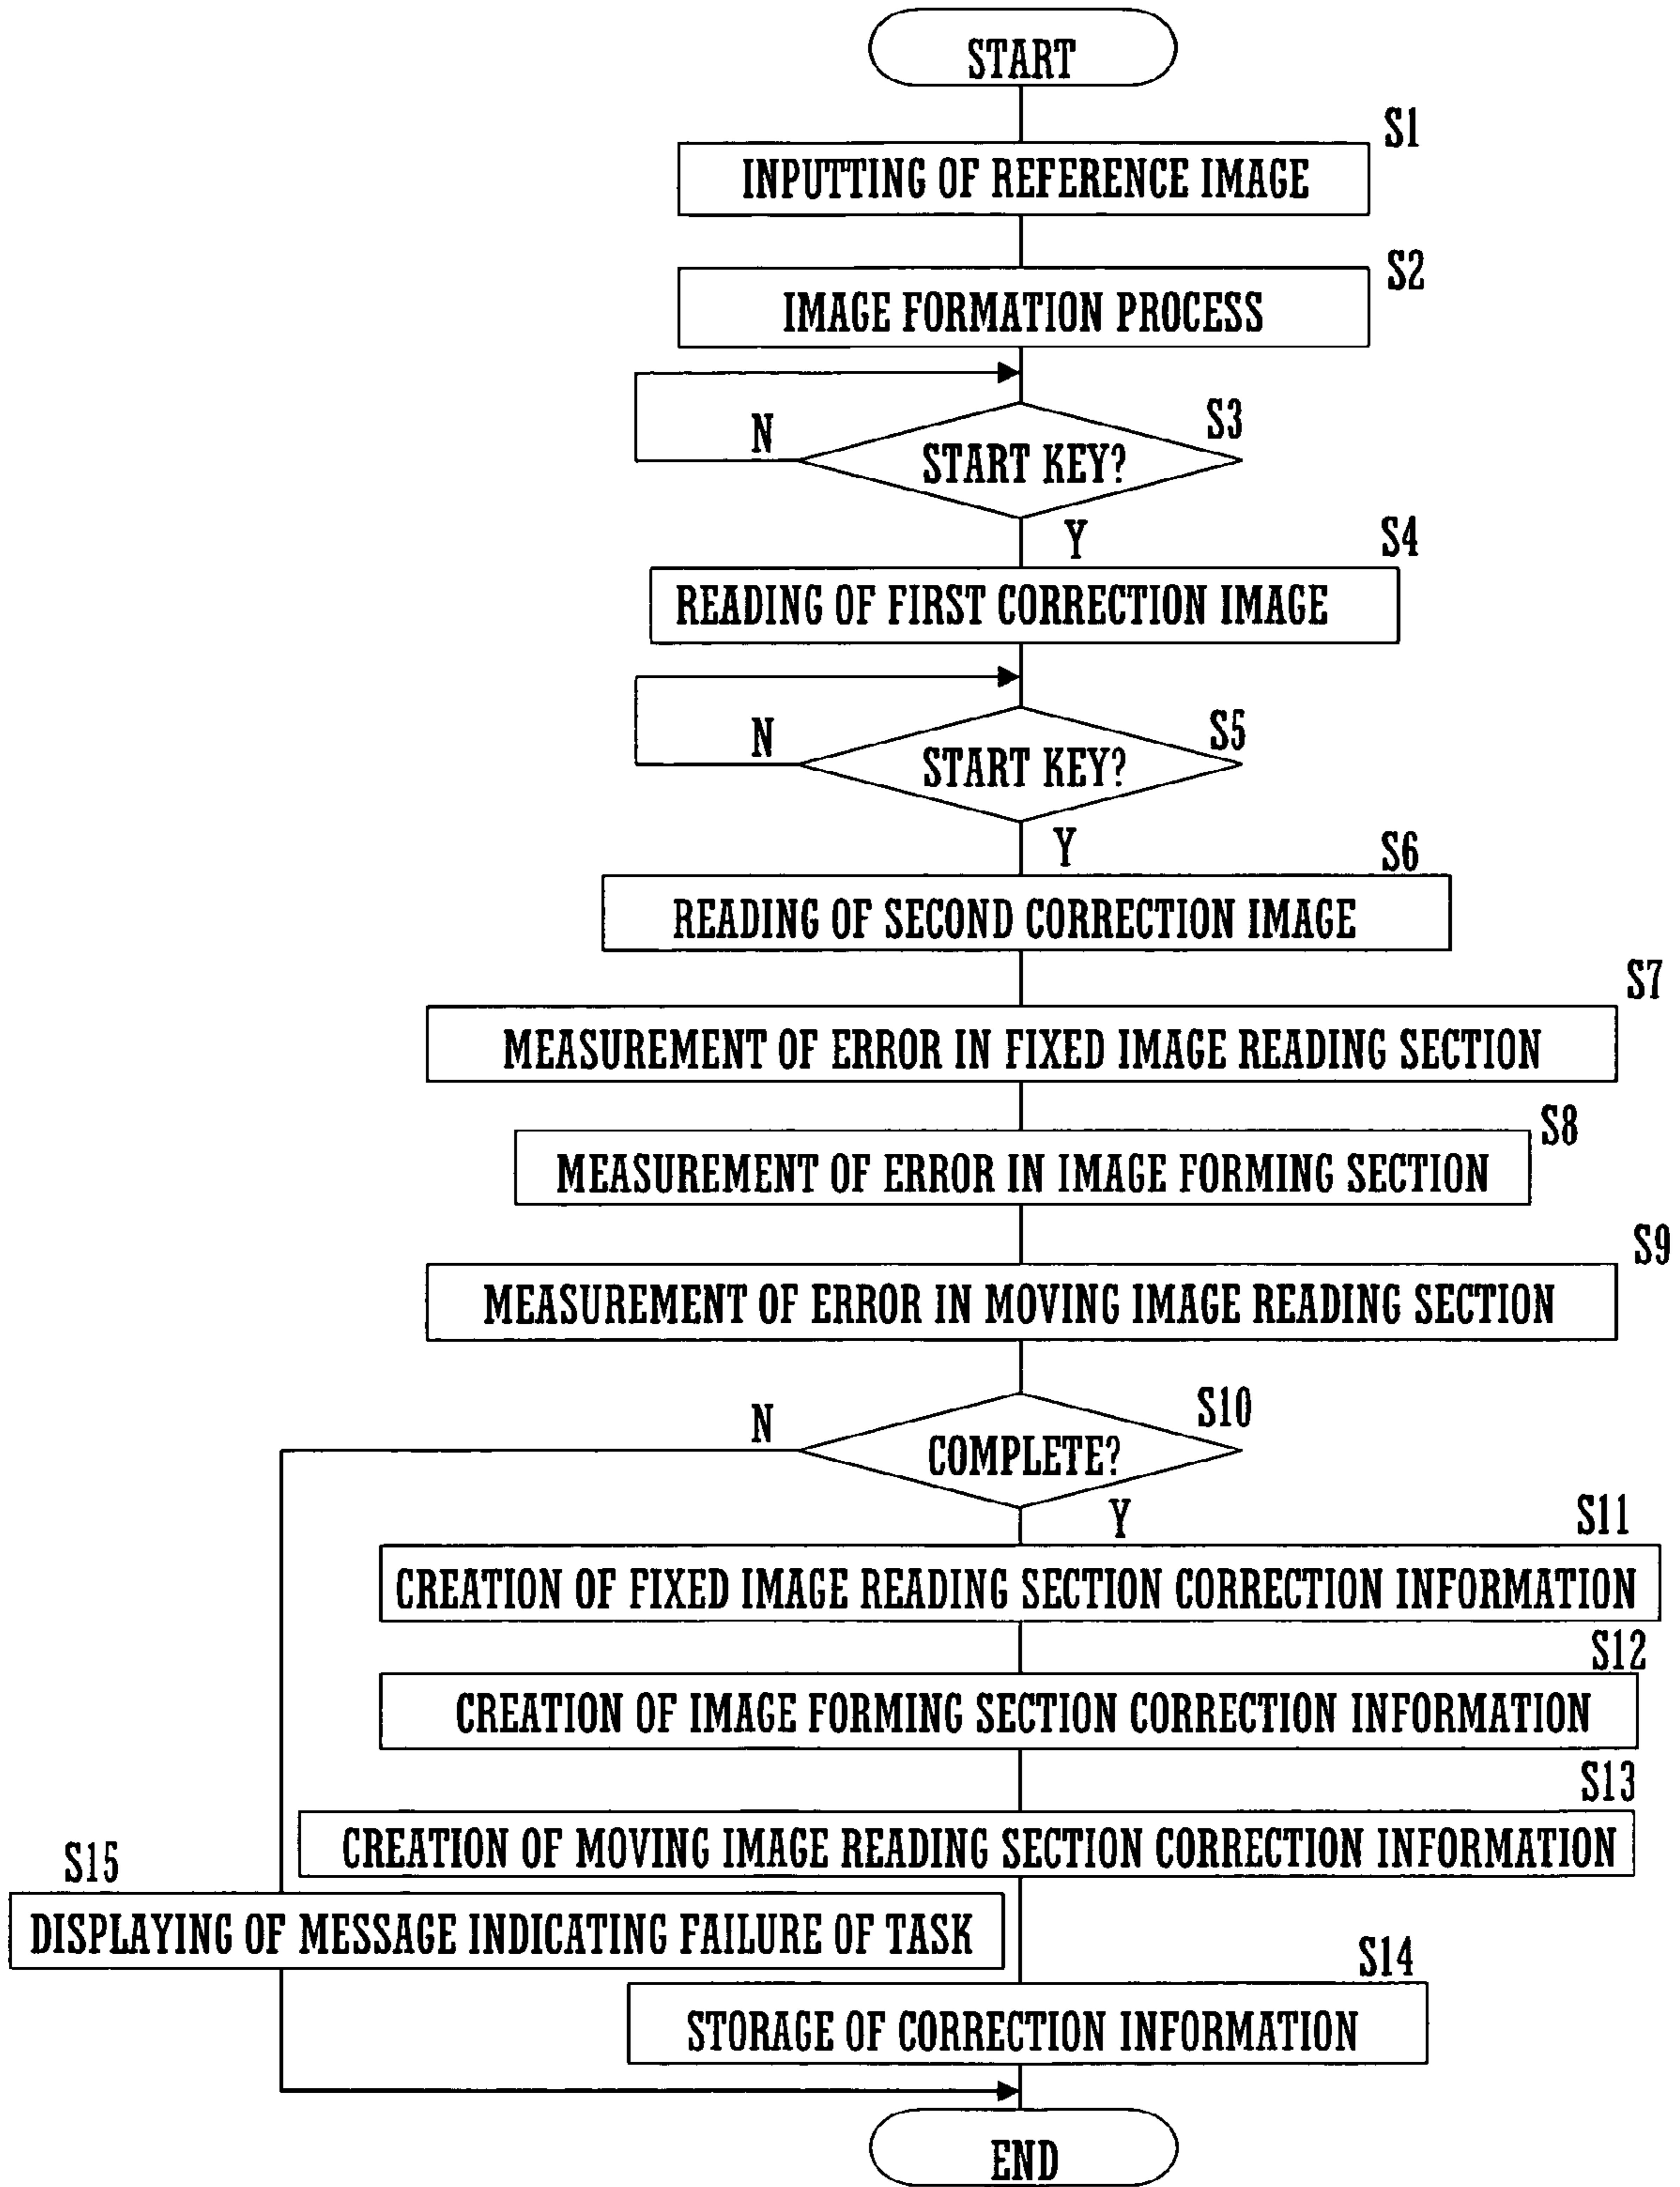 START
S1
INPUTTING OF REFERENCE IMAGE
S2
IMAGE FORMATION PROCESS
S3
N
START KEY?
Y
S4
READING OF FIRST CORRECTION IMAGE
S5
N
START KEY?
Y
S6
READING OF SECOND CORRECTION IMAGE
S7
MEASUREMENT OF ERROR IN FIXED IMAGE READING SECTION
S8
MEASUREMENT OF ERROR IN IMAGE FORMING SECTION
S9
MEASUREMENT OF ERROR IN MOVING IMAGE READING SECTION
S10
N
COMPLETE?
Y
S11
CREATION OF FIXED IMAGE READING SECTION CORRECTION INFORMATION
S12
CREATION OF IMAGE FORMING SECTION CORRECTION INFORMATION
S13
CREATION OF MOVING IMAGE READING SECTION CORRECTION INFORMATION
S15
DISPLAYING OF MESSAGE INDICATING FAILURE OF TASK
S14
STORAGE OF CORRECTION INFORMATION
END